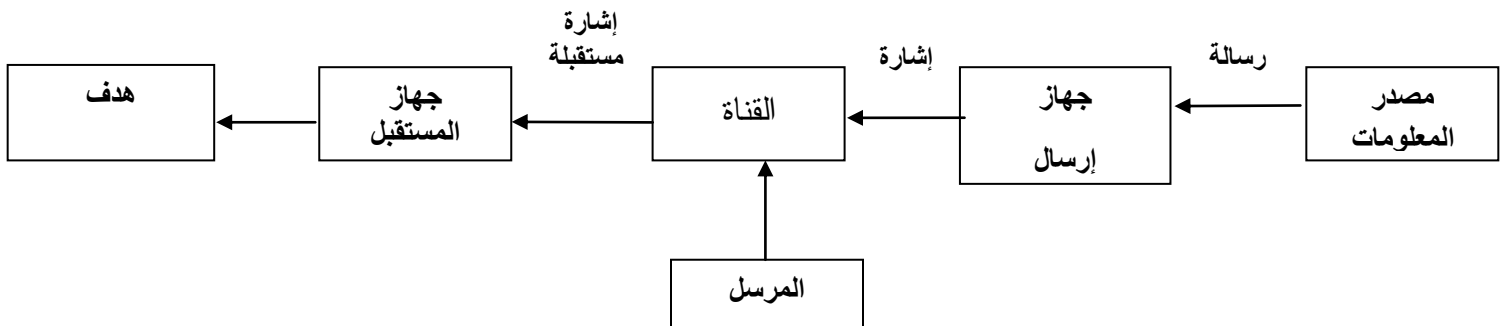 مصدر
المعلومات
رسالة
جهاز
إرسال
إشارة
القناة
إشارة
مستقبلة
جهاز
المستقبل
هدف
المرسل